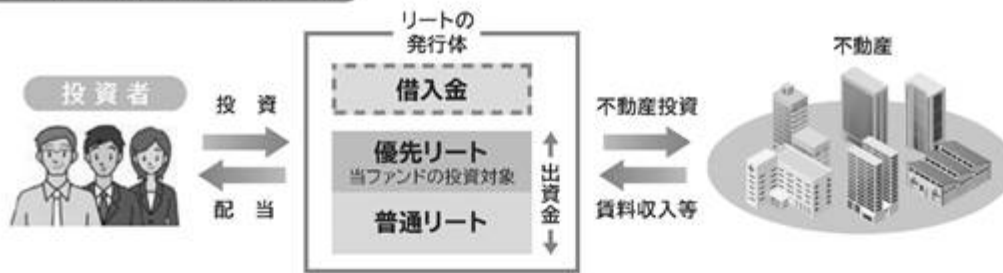 リートの
発行体
不動産
投資者
投資
借入金
不動産投資
優先リート
当ファンドの投資対象
出資金
配当
普通リート
賃料収入等